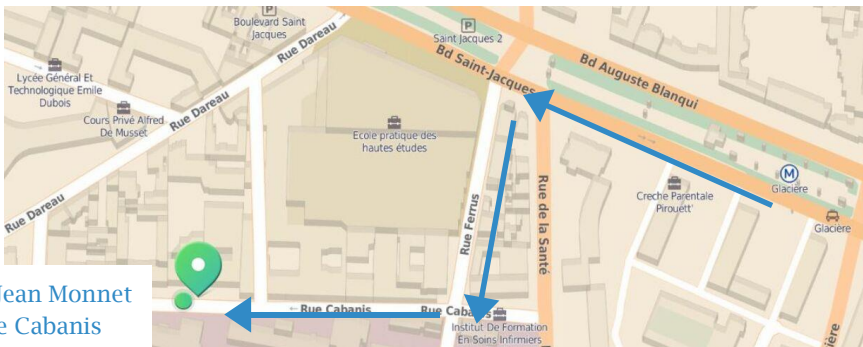 Boulevard Saint
Jacques
Rue Dareau
Saint Jacques 2
Bd Saint-Jacques
Bd Auguste Blanqui
Lycée Général Et
Technologique Emile
Dubois
Cours Privé Alfred
De Musset
Rue Dareau
Ecole pratique des
hautes études
Glacière
Creche Parentale
Pirouett'
Glacière
Rue Dareau
Rue Ferrus
Rue de la Santé
Jean Monnet
Cabanis
←Rue Cabanis
Rue Cabanis
Institut De Formation
En Soins Infirmiers
P
P
M